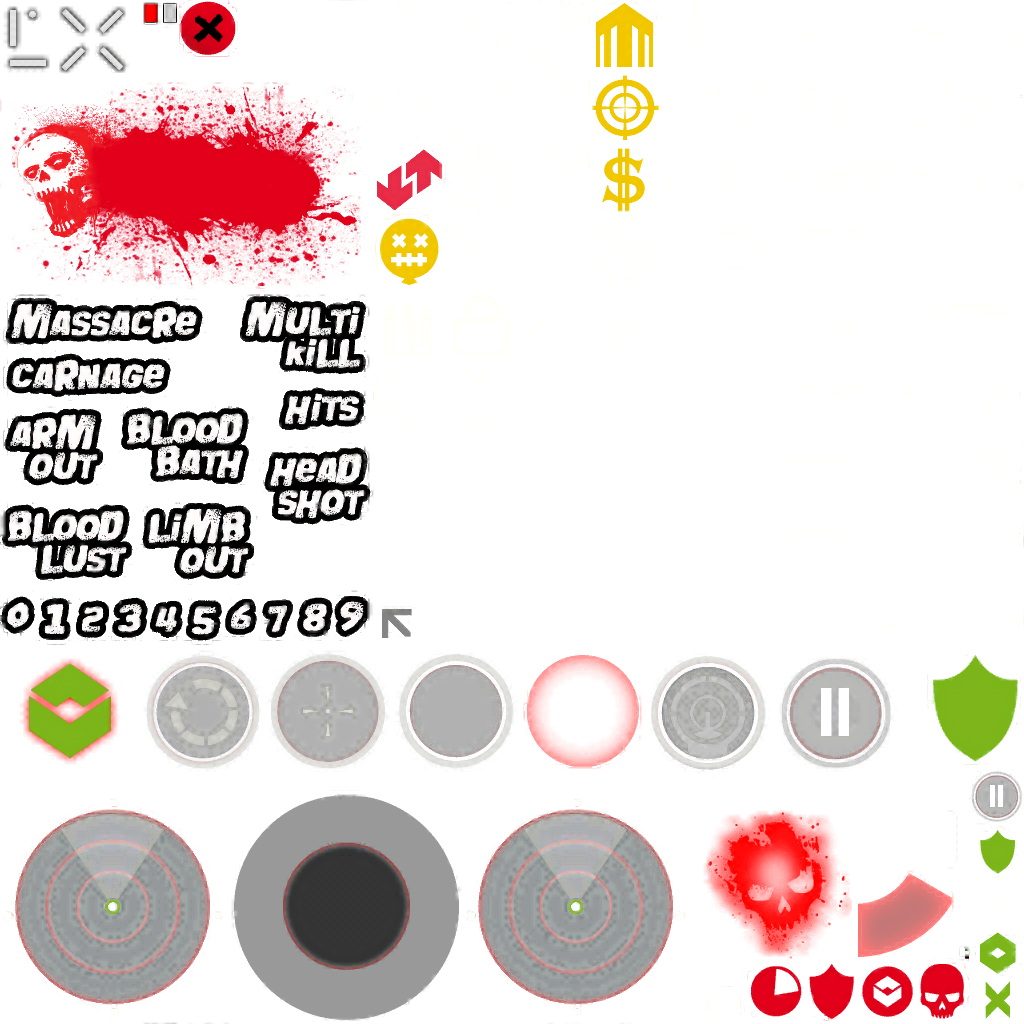 $
MASSACRe
MULTi
kiLL
CARNAGe
HiTS
ARM
OUT
BLOOD
BATH
HeAD
SHOT
BLOOD
LUST
LiMB
OUT
0123456789